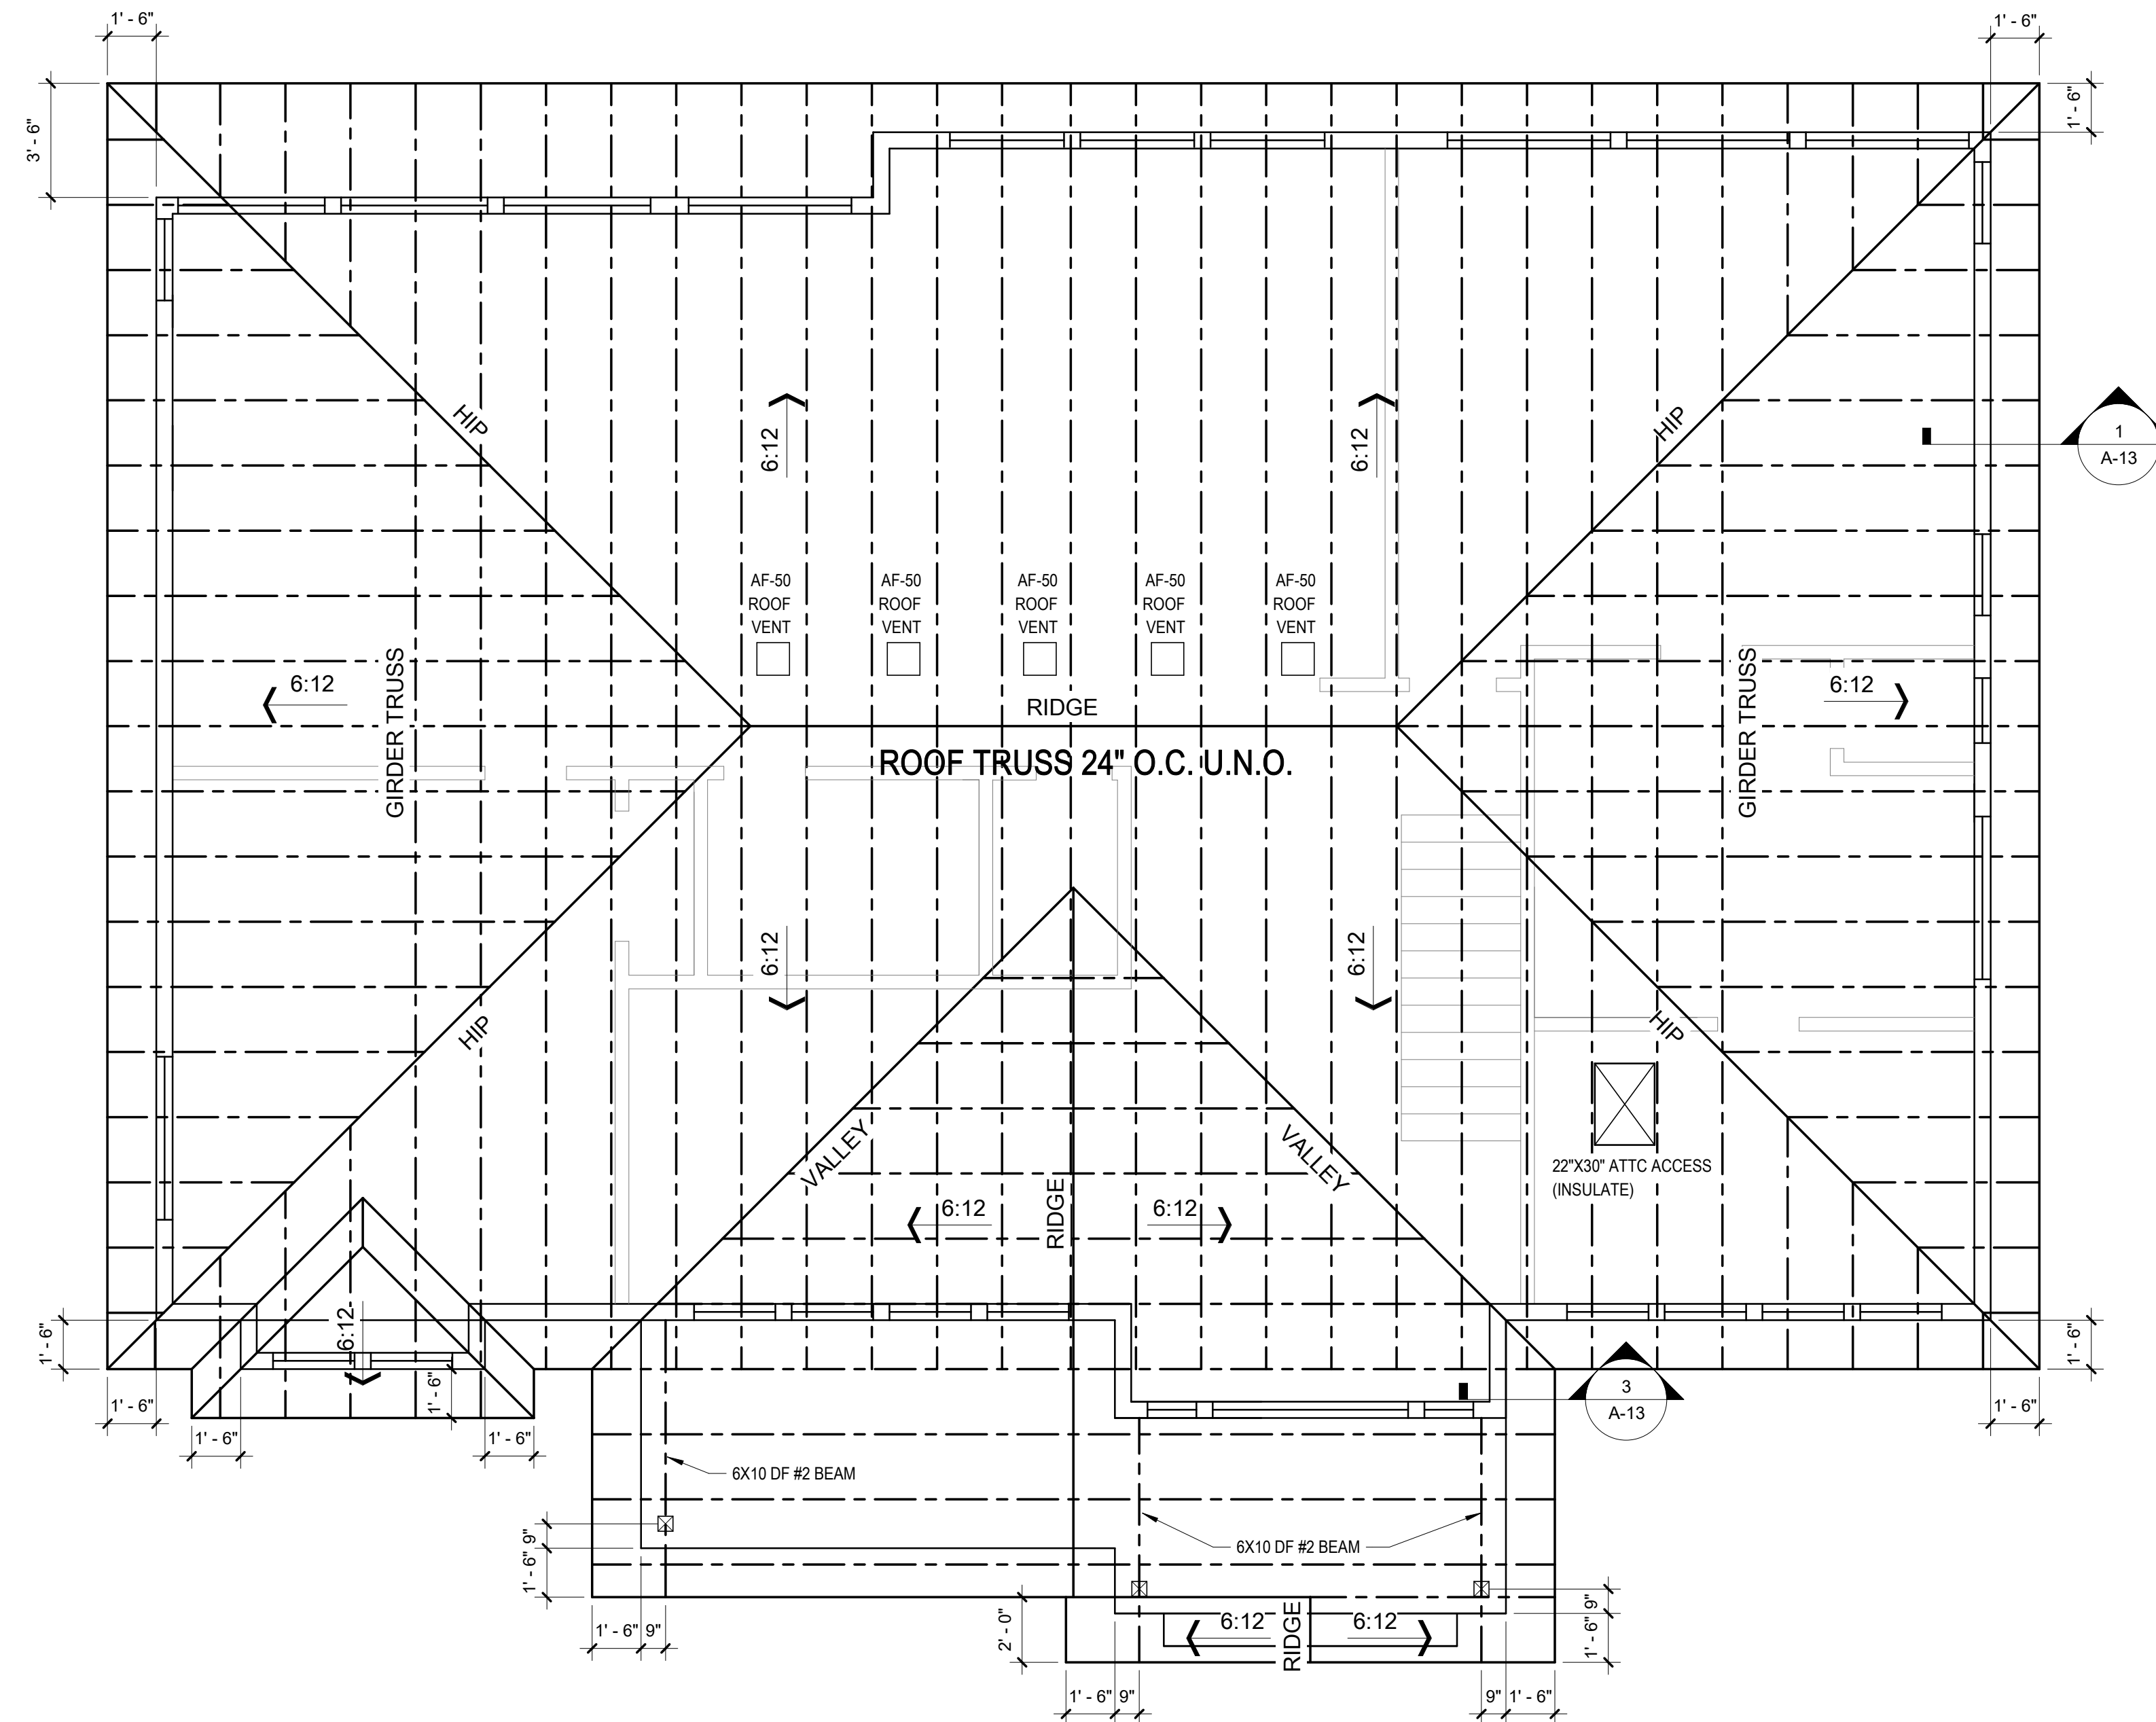 1' - 6"
1' - 6"
3' - 6"
1' - 6"
HIP
HIP
6:12
6:12
1
A-13
AF-50
ROOF
VENT
AF-50
ROOF
VENT
AF-50
ROOF
VENT
AF-50
ROOF
VENT
AF-50
ROOF
VENT
GIRDER TRUSS
6:12
RIDGE
GIRDER TRUSS
6:12
ROOF TRUSS 24" O.C. U.N.O.
6:12
6:12
HIP
HIP
VALLEY
VALLEY
22"X30" ATTC ACCESS
(INSULATE)
6:12
RIDGE
6:12
6:12
1' - 6"
1' - 6"
1' - 6"
3
A-13
1' - 6"
1' - 6"
1' - 6"
1' - 6"
6X10 DF #2 BEAM
9"
1' - 6"
6X10 DF #2 BEAM
1' - 6"
9"
2' - 0"
6:12
RIDGE
6:12
9"
1' - 6"
1' - 6"
9"
9"
1' - 6"